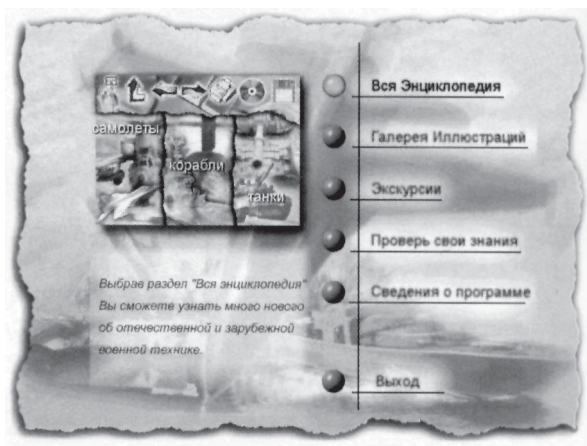 самолеты
корабли
танки
Выбрав раздел "Вся энциклопедия"
Вы сможете узнать много нового
об отечественной и зарубежной
военной технике.
Вся Энциклопедия
Галерея Иллюстраций
Экскурсии
Проверь свои знания
Сведения о программе
Выход